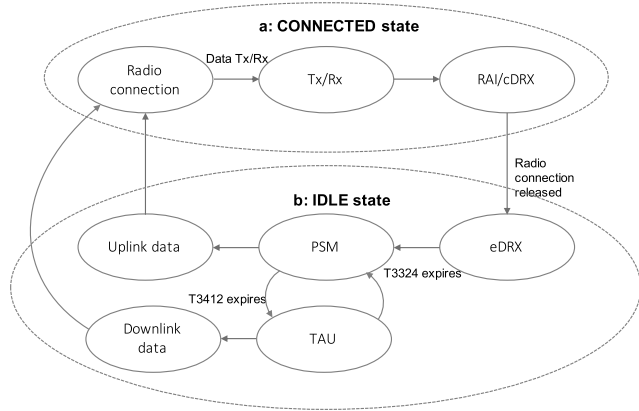 a: CONNECTED state
Radio
connection
Data Tx/Rx
Tx/Rx
RAI/cDRX
Radio
connection
released
b: IDLE state
Uplink data
PSM
eDRX
T3324 expires
T3412 expires
Downlink
data
TAU